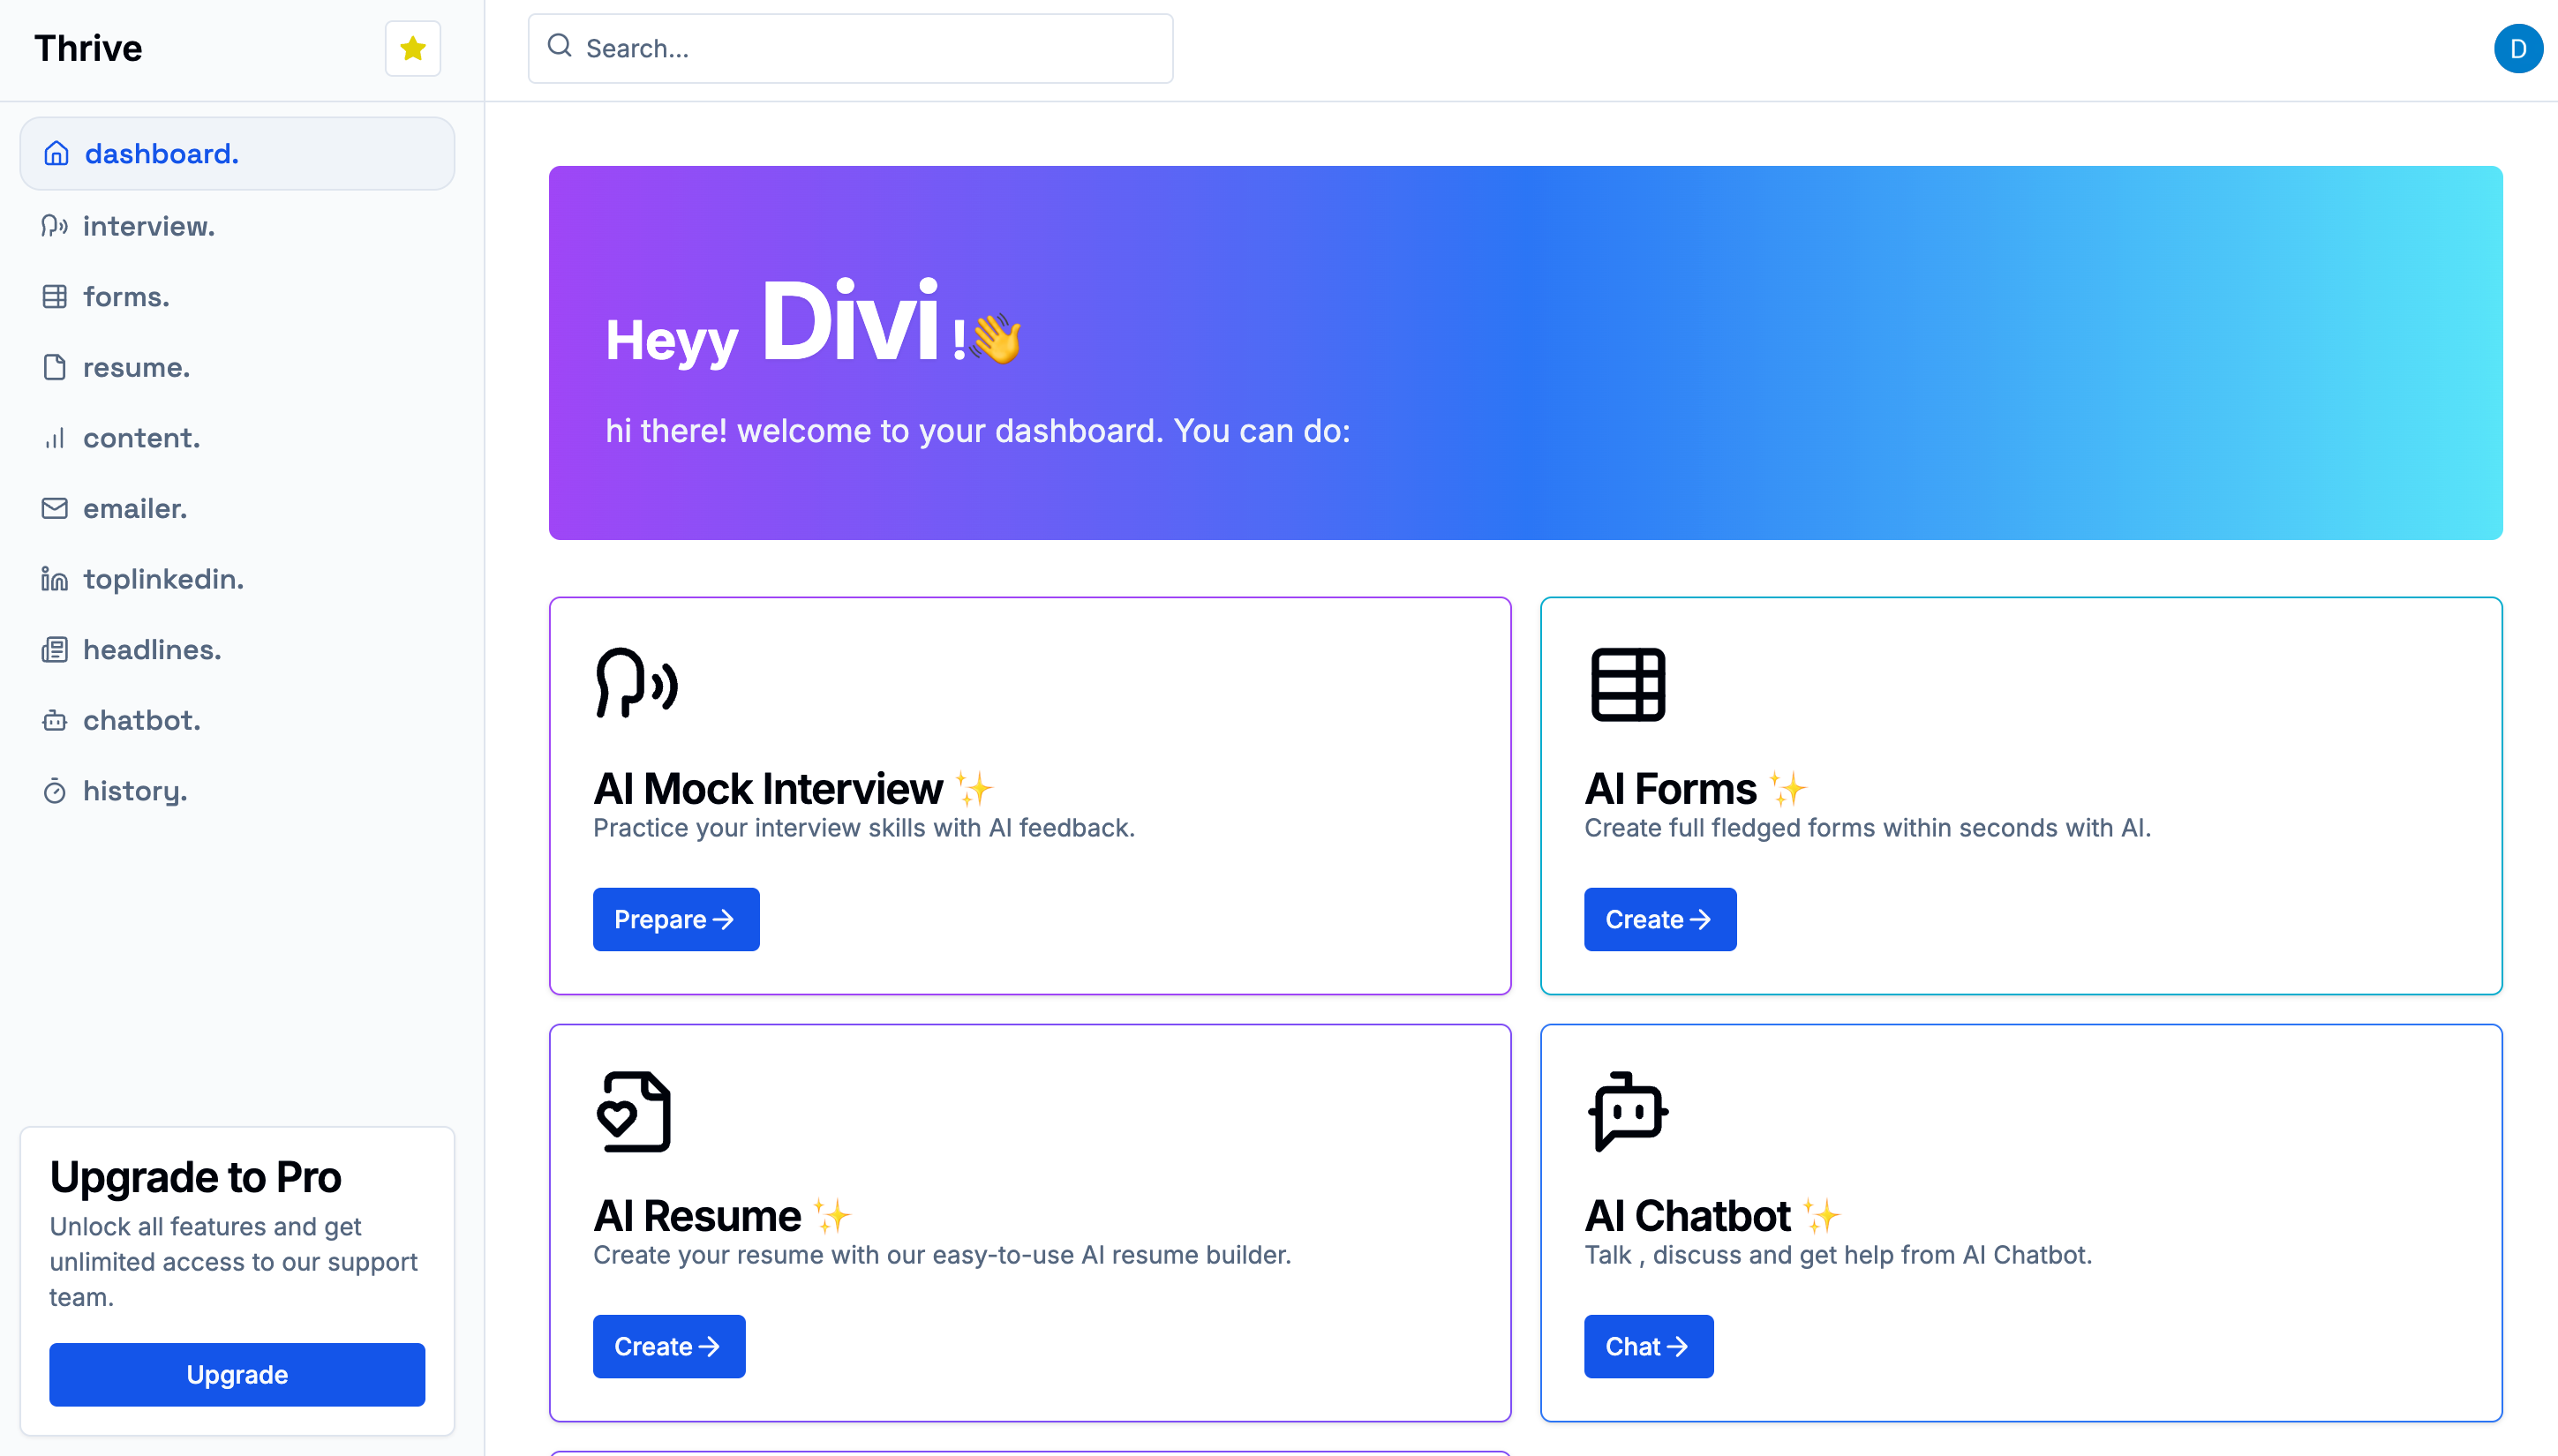 Thrive
Search...
D
dashboard.
interview.
forms.
resume.
content.
emailer.
toplinkedin.
headlines.
chatbot.
history.
Upgrade to Pro
Unlock all features and get
unlimited access to our support
team.
Upgrade
Heyy Divi !👋
hi there! welcome to your dashboard. You can do:
AI Mock Interview ✨
Practice your interview skills with AI feedback.
Prepare→
AI Forms ✨
Create full fledged forms within seconds with AI.
Create→
AI Resume ✨
Create your resume with our easy-to-use AI resume builder.
Create→
AI Chatbot ✨
Talk , discuss and get help from AI Chatbot.
Chat→